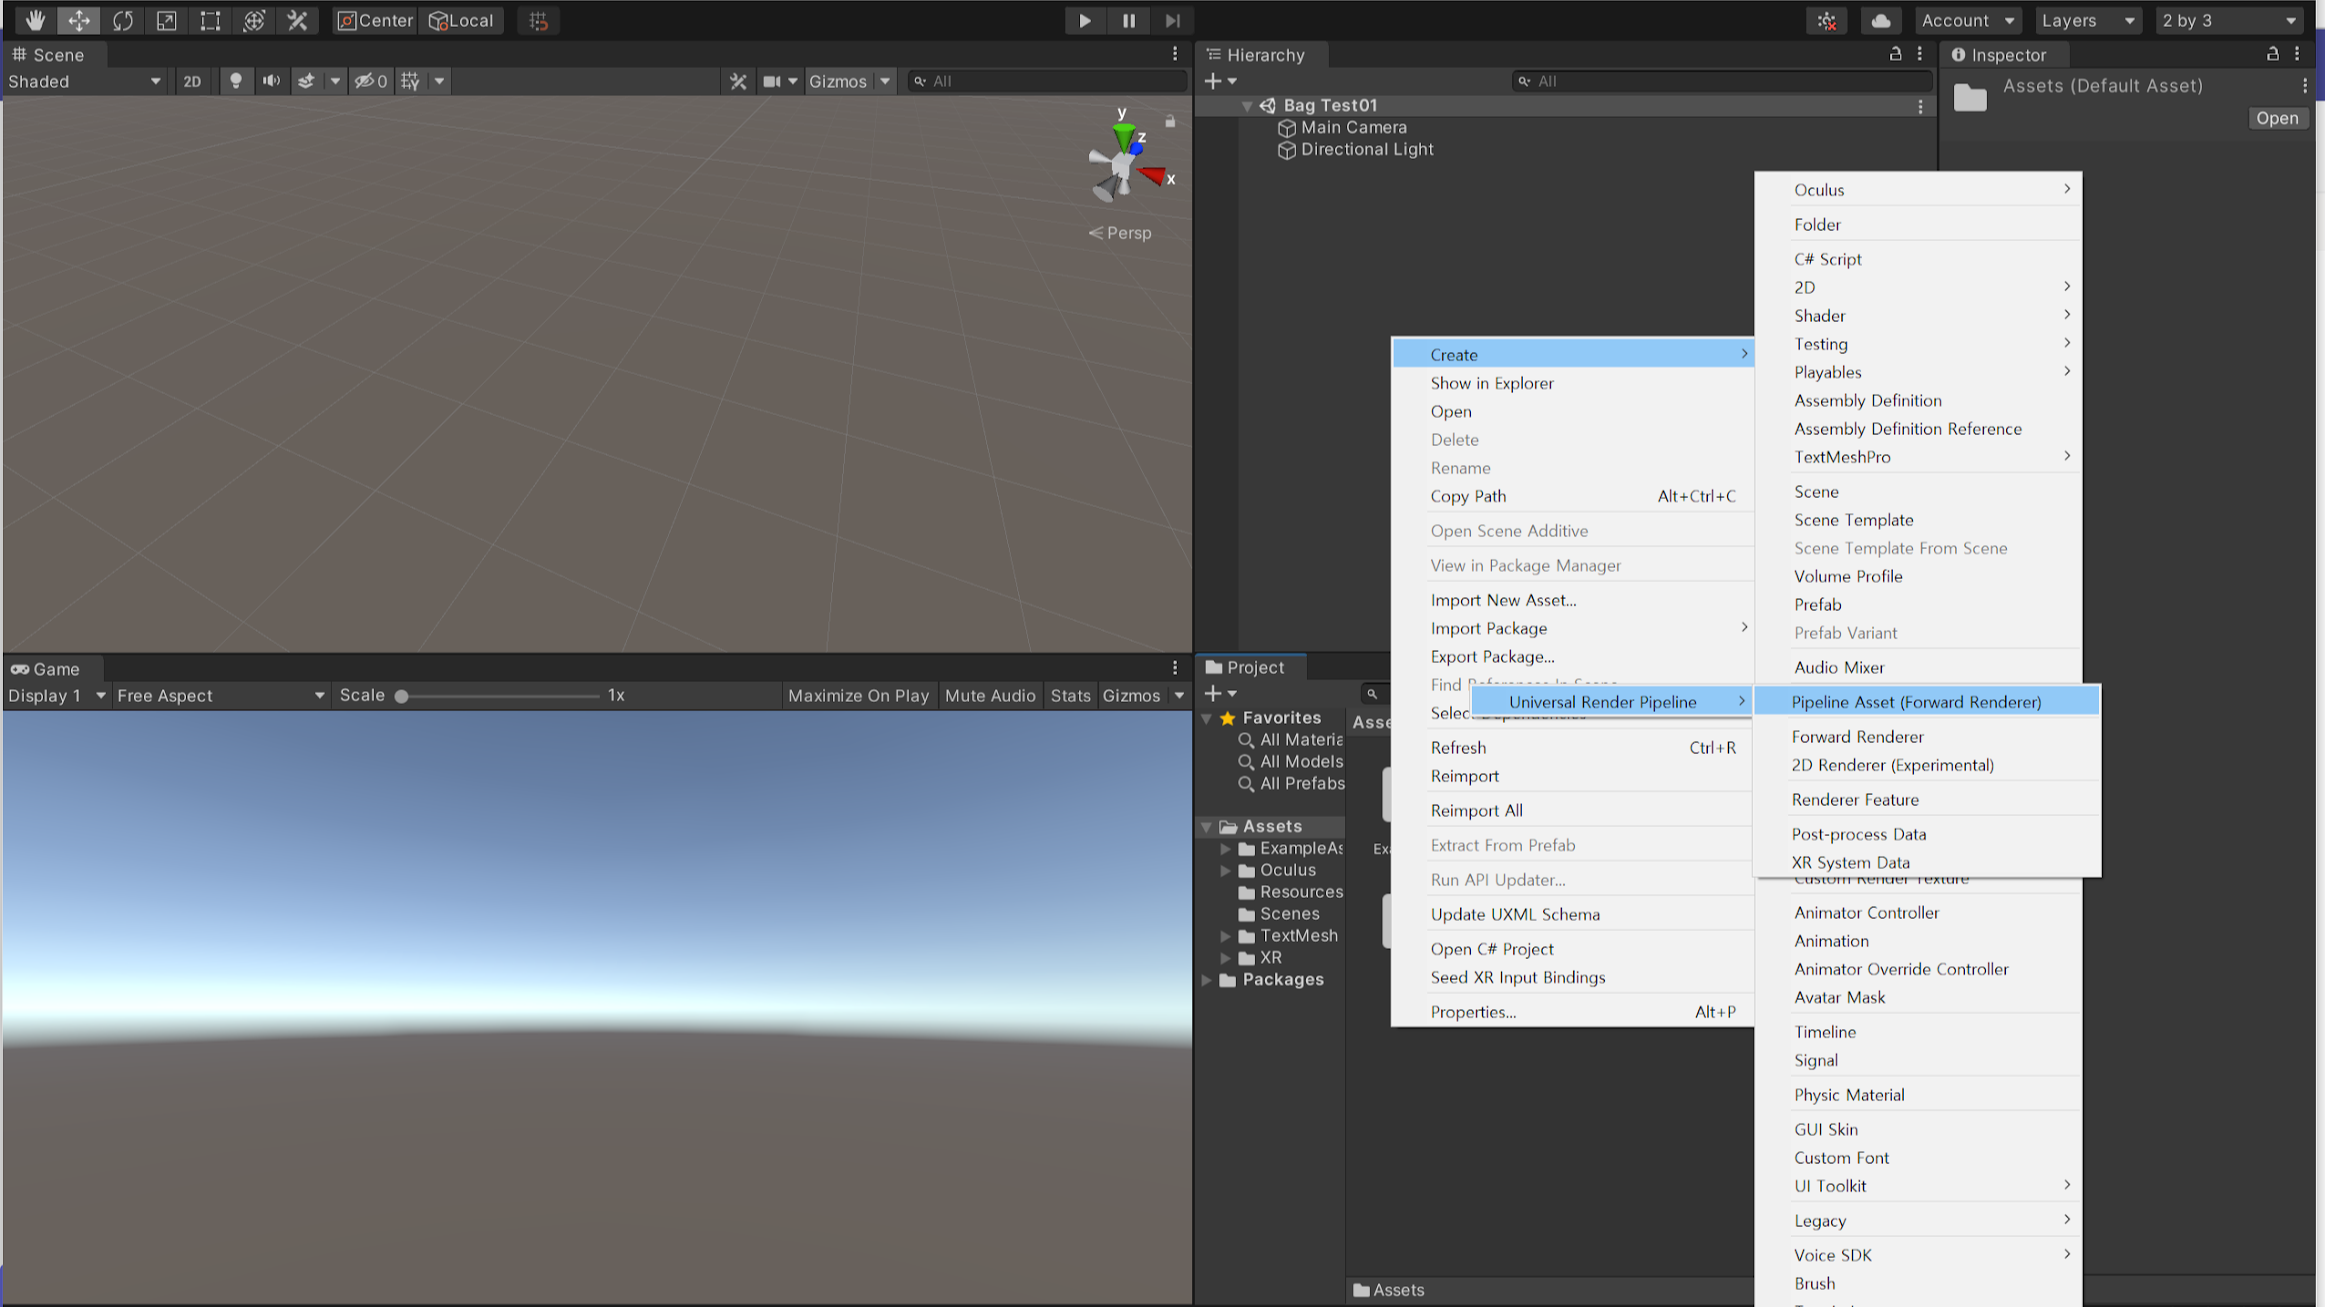 Center
Local
Account
Layers
2 by 3
Scene
Shaded
2D
0
Gizmos
All
y
z
x
Persp
Game
Display 1
Free Aspect
Scale
1x
Maximize On Play
Mute Audio
Stats
Gizmos
Hierarchy
All
Bag Test01
Main Camera
Directional Light
Inspector
Assets (Default Asset)
Open
Project
Favorites
All Materia
All Models
All Prefabs
Assets
ExampleAs
Oculus
Resources
Scenes
TextMesh
XR
Packages
Asse
Exa
Assets
Create
Show in Explorer
Open
Delete
Rename
Copy Path Alt+Ctrl+C
Open Scene Additive
View in Package Manager
Import New Asset...
Import Package
Export Package...
Find References In Scene
Select Dependencies
Refresh Ctrl+R
Reimport
Reimport All
Extract From Prefab
Run API Updater...
Update UXML Schema
Open C# Project
Seed XR Input Bindings
Properties... Alt+P
Oculus
Folder
C# Script
2D
Shader
Testing
Playables
Assembly Definition
Assembly Definition Reference
TextMeshPro
Scene
Scene Template
Scene Template From Scene
Volume Profile
Prefab
Prefab Variant
Audio Mixer
Universal Render Pipeline
Pipeline Asset (Forward Renderer)
Forward Renderer
2D Renderer (Experimental)
Renderer Feature
Post-process Data
XR System Data
Custom Render Texture
Animator Controller
Animation
Animator Override Controller
Avatar Mask
Timeline
Signal
Physic Material
GUI Skin
Custom Font
UI Toolkit
Legacy
Voice SDK
Brush